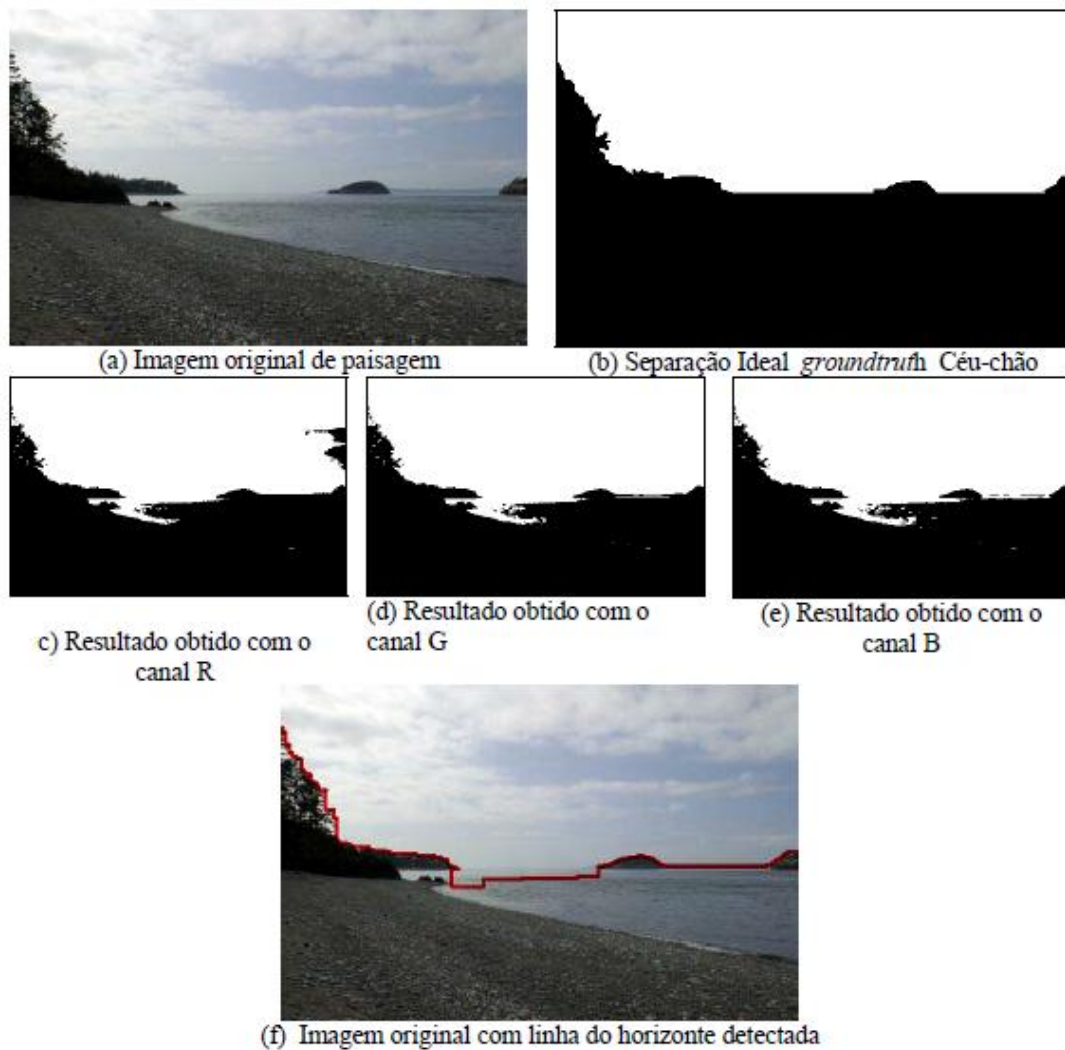 (a) Imagem original de paisagem
(b) Separação Ideal groundtruth Céu-chão
c) Resultado obtido com o
canal R
(d) Resultado obtido com o
canal G
(e) Resultado obtido com o
canal B
(f) Imagem original com linha do horizonte detectada